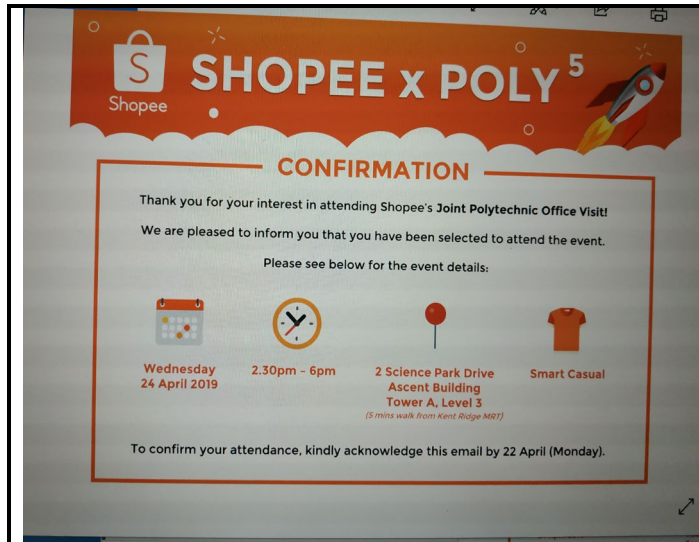 S
Shopee
SHOPEE x POLY 5
CONFIRMATION
Thank you for your interest in attending Shopee's Joint Polytechnic Office Visit!
We are pleased to inform you that you have been selected to attend the event.
Please see below for the event details:
Wednesday
24 April 2019
2.30pm - 6pm
2 Science Park Drive
Ascent Building
Tower A, Level 3
(5 mins walk from Kent Ridge MRT)
Smart Casual
To confirm your attendance, kindly acknowledge this email by 22 April (Monday).